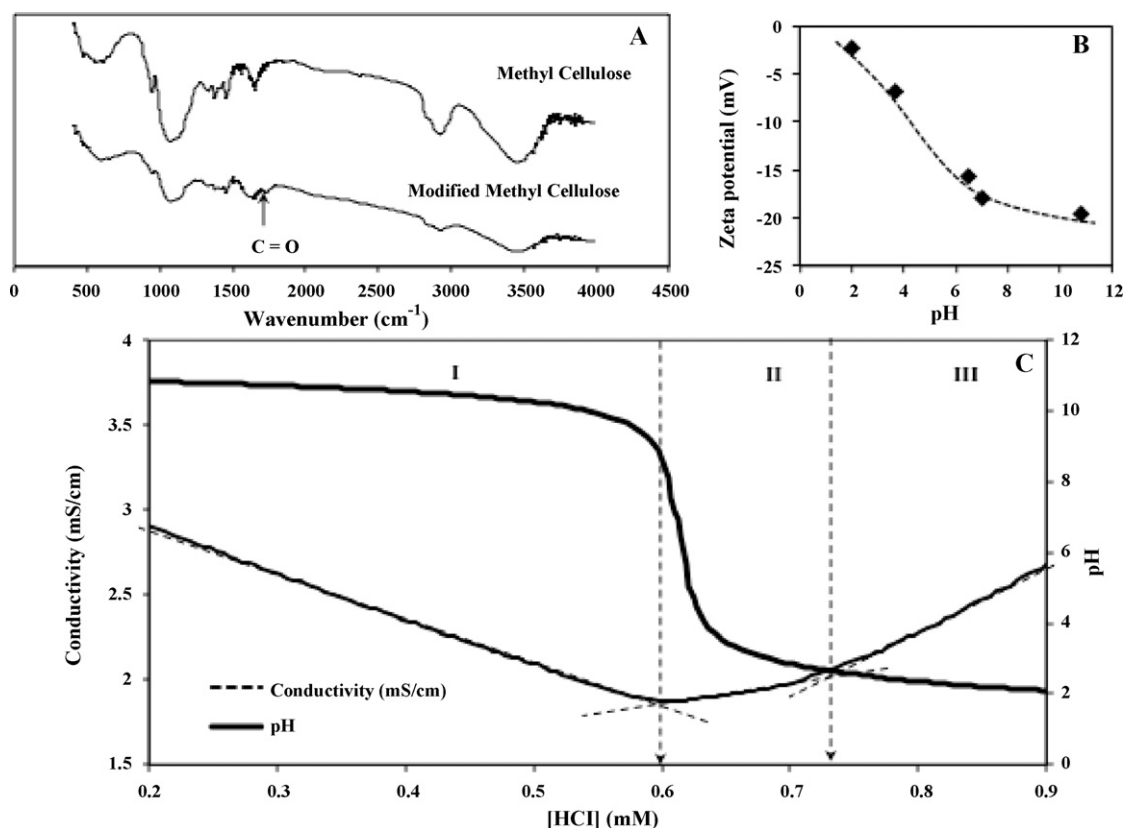 A
Methyl Cellulose
Modified Methyl Cellulose
C = O
0 500 1000 1500 2000 2500 3000 3500 4000 4500
Wavenumber (cm-1)
B
0
-5
-10
-15
-20
-25
Zeta potential (mV)
0 2 4 6 8 10 12
pH
C
I
II
III
4
3.5
3
2.5
2
1.5
Conductivity (mS/cm)
12
10
8
6
4
2
0
pH
Conductivity (mS/cm)
pH
0.2 0.3 0.4 0.5 0.6 0.7 0.8 0.9
[HCl] (mM)